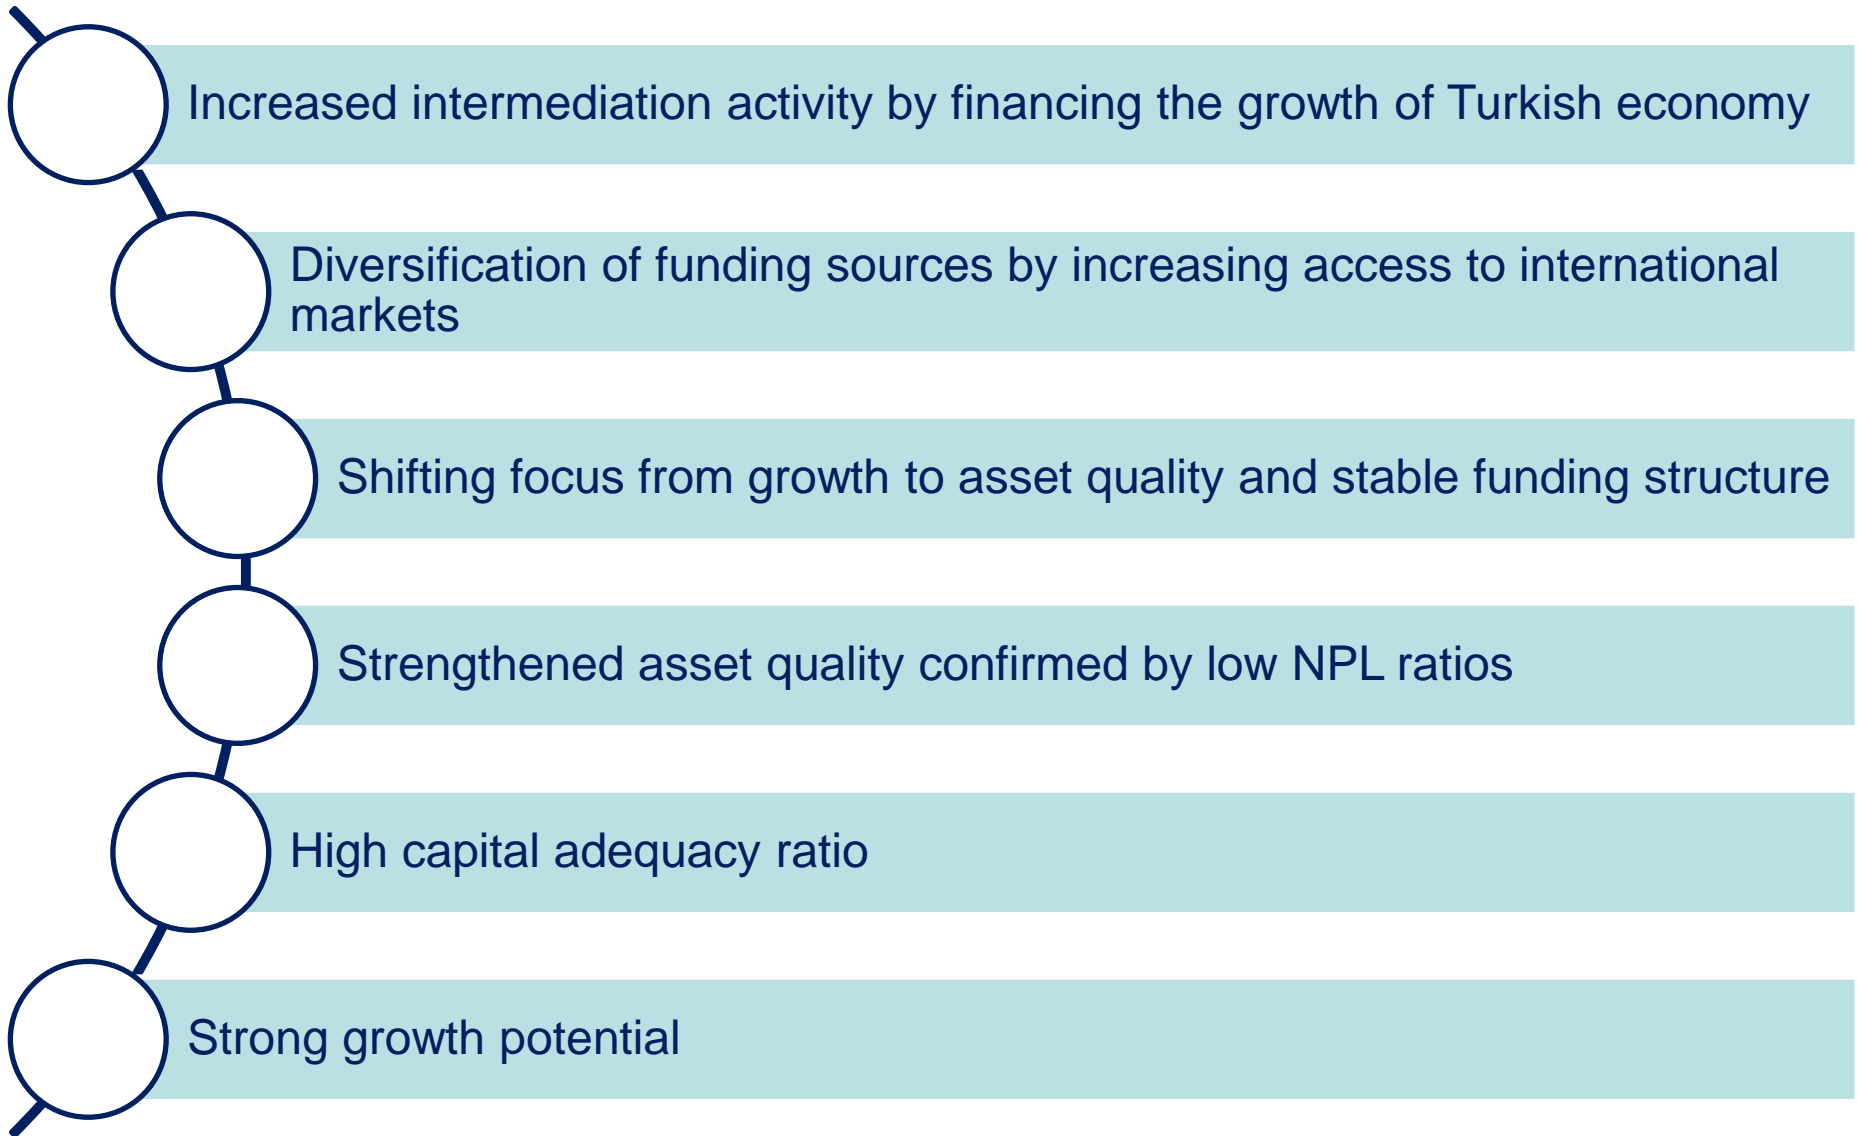 Increased intermediation activity by financing the growth of Turkish economy
Diversification of funding sources by increasing access to international
markets
Shifting focus from growth to asset quality and stable funding structure
Strengthened asset quality confirmed by low NPL ratios
High capital adequacy ratio
Strong growth potential